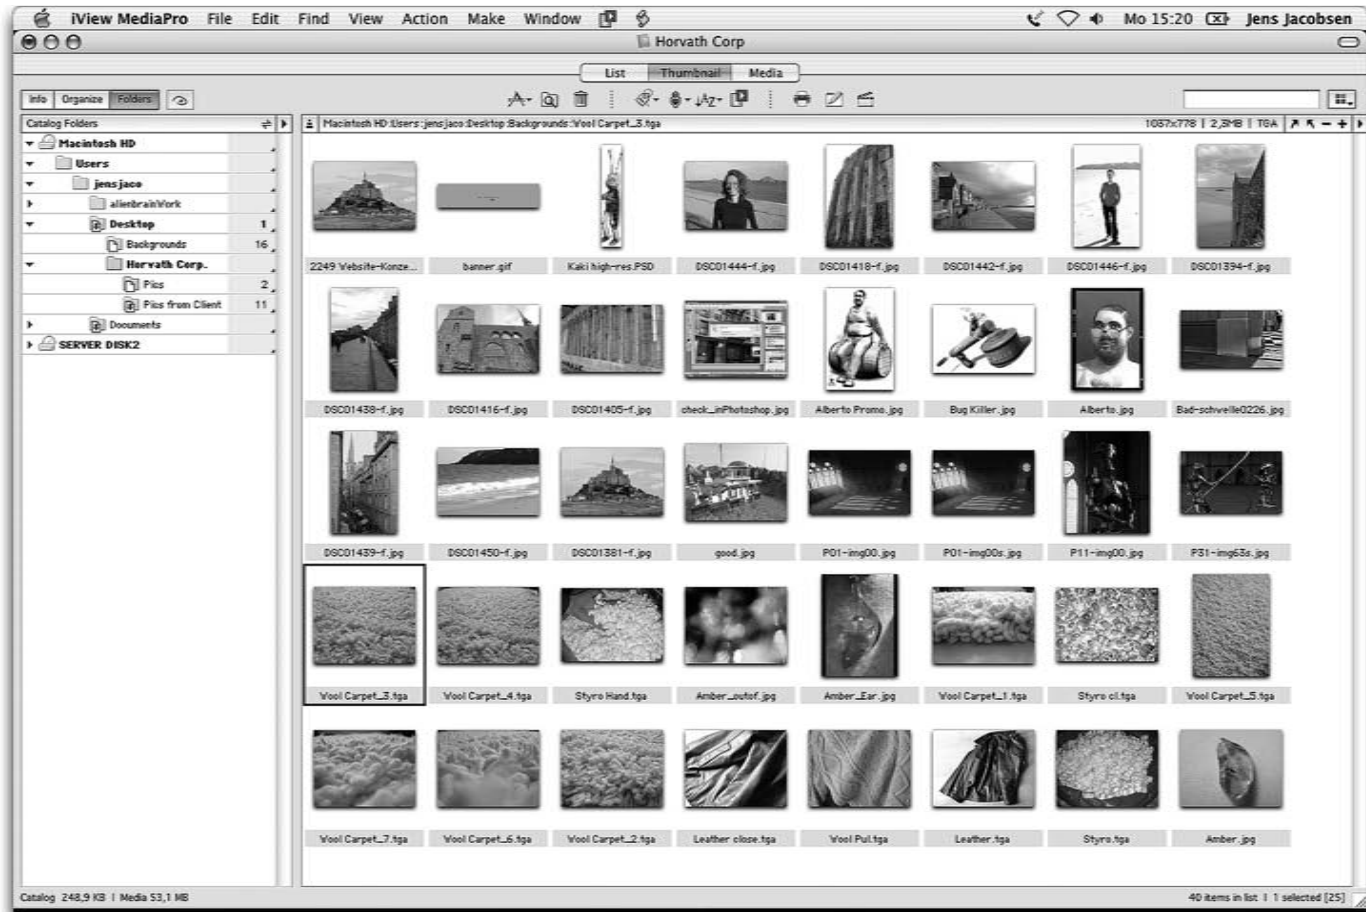 iView MediaPro File Edit Find View Action Make Window Mo 15:20 Jens Jacobsen
Horvath Corp
List Thumbnail Media
Info Organize Folders
Catalog Folders
Macintosh HD:Users:jensjaco:Desktop:Backgrounds:Wool Carpet_3.tga 1037x778 | 2,3MB | TGA
Macintosh HD
Users
jensjaco
alienbrainWork
Desktop 1
Backgrounds 16
Horvath Corp.
Pics 2
Pics from Client 11
Documents
SERVER DISK2
2249 Website-Konze... banner.gif Kaki high-res.PSD DSC01444-f.jpg DSC01418-f.jpg DSC01442-f.jpg DSC01446-f.jpg DSC01394-f.jpg
DSC01438-f.jpg DSC01416-f.jpg DSC01405-f.jpg check_inPhotoshop.jpg Alberto Promo.jpg Bug Killer.jpg Alberto.jpg Bad-schwelle0226.jpg
DSC01439-f.jpg DSC01450-f.jpg DSC01381-f.jpg good.jpg P01-img00.jpg P01-img00s.jpg P11-img00.jpg P31-img63s.jpg
Wool Carpet_3.tga Wool Carpet_4.tga Styro Hand.tga Amber_outof.jpg Amber_Ear.jpg Wool Carpet_1.tga Styro cl.tga Wool Carpet_5.tga
Wool Carpet_7.tga Wool Carpet_6.tga Wool Carpet_2.tga Leather close.tga Wool Pul.tga Leather.tga Styro.tga Amber.jpg
Catalog 248,9 KB | Media 53,1 MB 40 items in list | 1 selected [25]